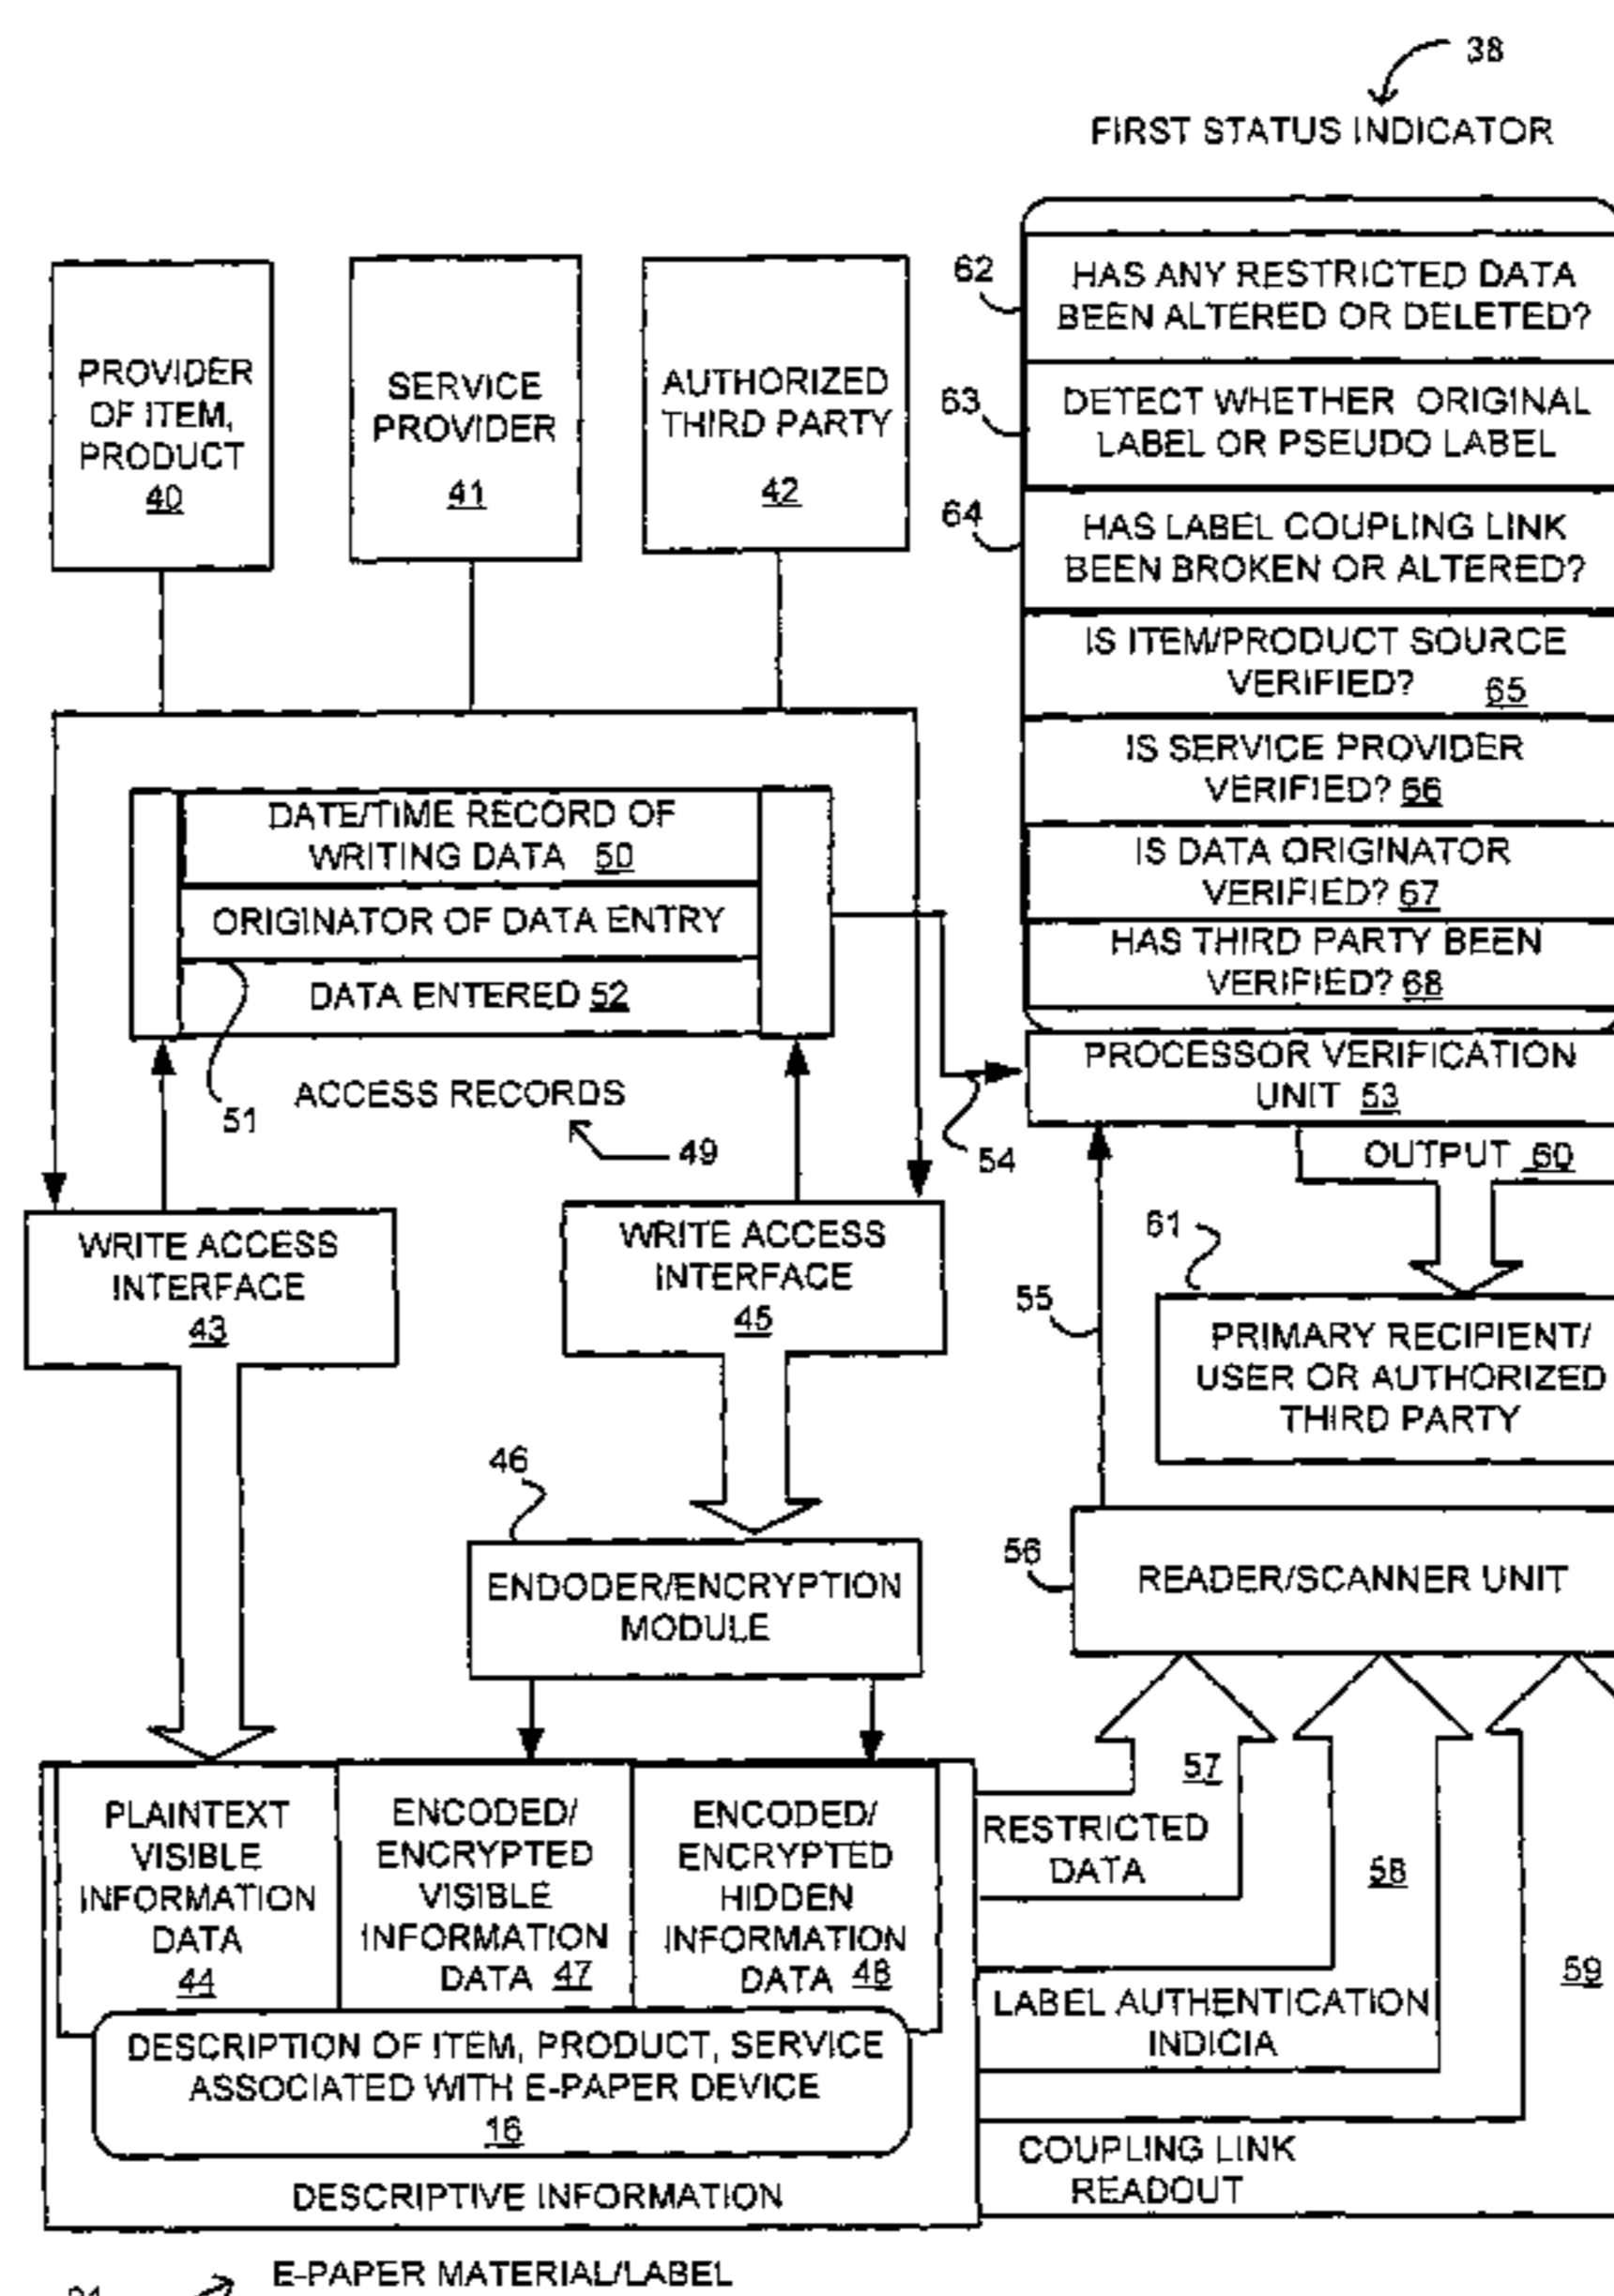 38
FIRST STATUS INDICATOR
62
HAS ANY RESTRICTED DATA
BEEN ALTERED OR DELETED?
63
DETECT WHETHER ORIGINAL
LABEL OR PSEUDO LABEL
64
HAS LABEL COUPLING LINK
BEEN BROKEN OR ALTERED?
IS ITEM/PRODUCT SOURCE
VERIFIED? 65
IS SERVICE PROVIDER
VERIFIED? 66
IS DATA ORIGINATOR
VERIFIED? 67
HAS THIRD PARTY BEEN
VERIFIED? 68
PROCESSOR VERIFICATION
UNIT 53
OUTPUT 60
PROVIDER
OF ITEM,
PRODUCT
40
SERVICE
PROVIDER
41
AUTHORIZED
THIRD PARTY
42
DATE/TIME RECORD OF
WRITING DATA 50
ORIGINATOR OF DATA ENTRY
DATA ENTERED 52
51
ACCESS RECORDS
49
54
WRITE ACCESS
INTERFACE
43
WRITE ACCESS
INTERFACE
45
61
55
PRIMARY RECIPIENT/
USER OR AUTHORIZED
THIRD PARTY
46
ENDODER/ENCRYPTION
MODULE
56
READER/SCANNER UNIT
PLAINTEXT
VISIBLE
INFORMATION
DATA
44
ENCODED/
ENCRYPTED
VISIBLE
INFORMATION
DATA 47
ENCODED/
ENCRYPTED
HIDDEN
INFORMATION
DATA 48
DESCRIPTION OF ITEM, PRODUCT, SERVICE
ASSOCIATED WITH E-PAPER DEVICE
16
DESCRIPTIVE INFORMATION
57
RESTRICTED
DATA
58
LABEL AUTHENTICATION
INDICIA
59
COUPLING LINK
READOUT
E-PAPER MATERIAL/LABEL